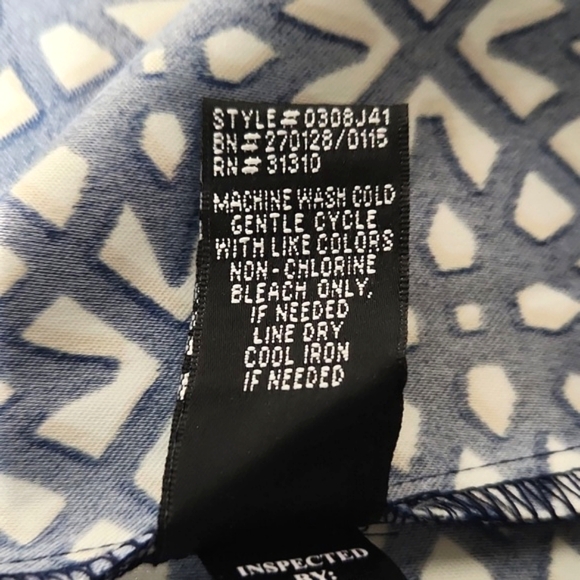 STYLE# 0308J41
BN# 270128/0115
RN# 31310
MACHINE WASH COLD
GENTLE CYCLE
WITH LIKE COLORS
NON-CHLORINE
BLEACH ONLY,
IF NEEDED
LINE DRY
COOL IRON
IF NEEDED
INSPECTED
BY: